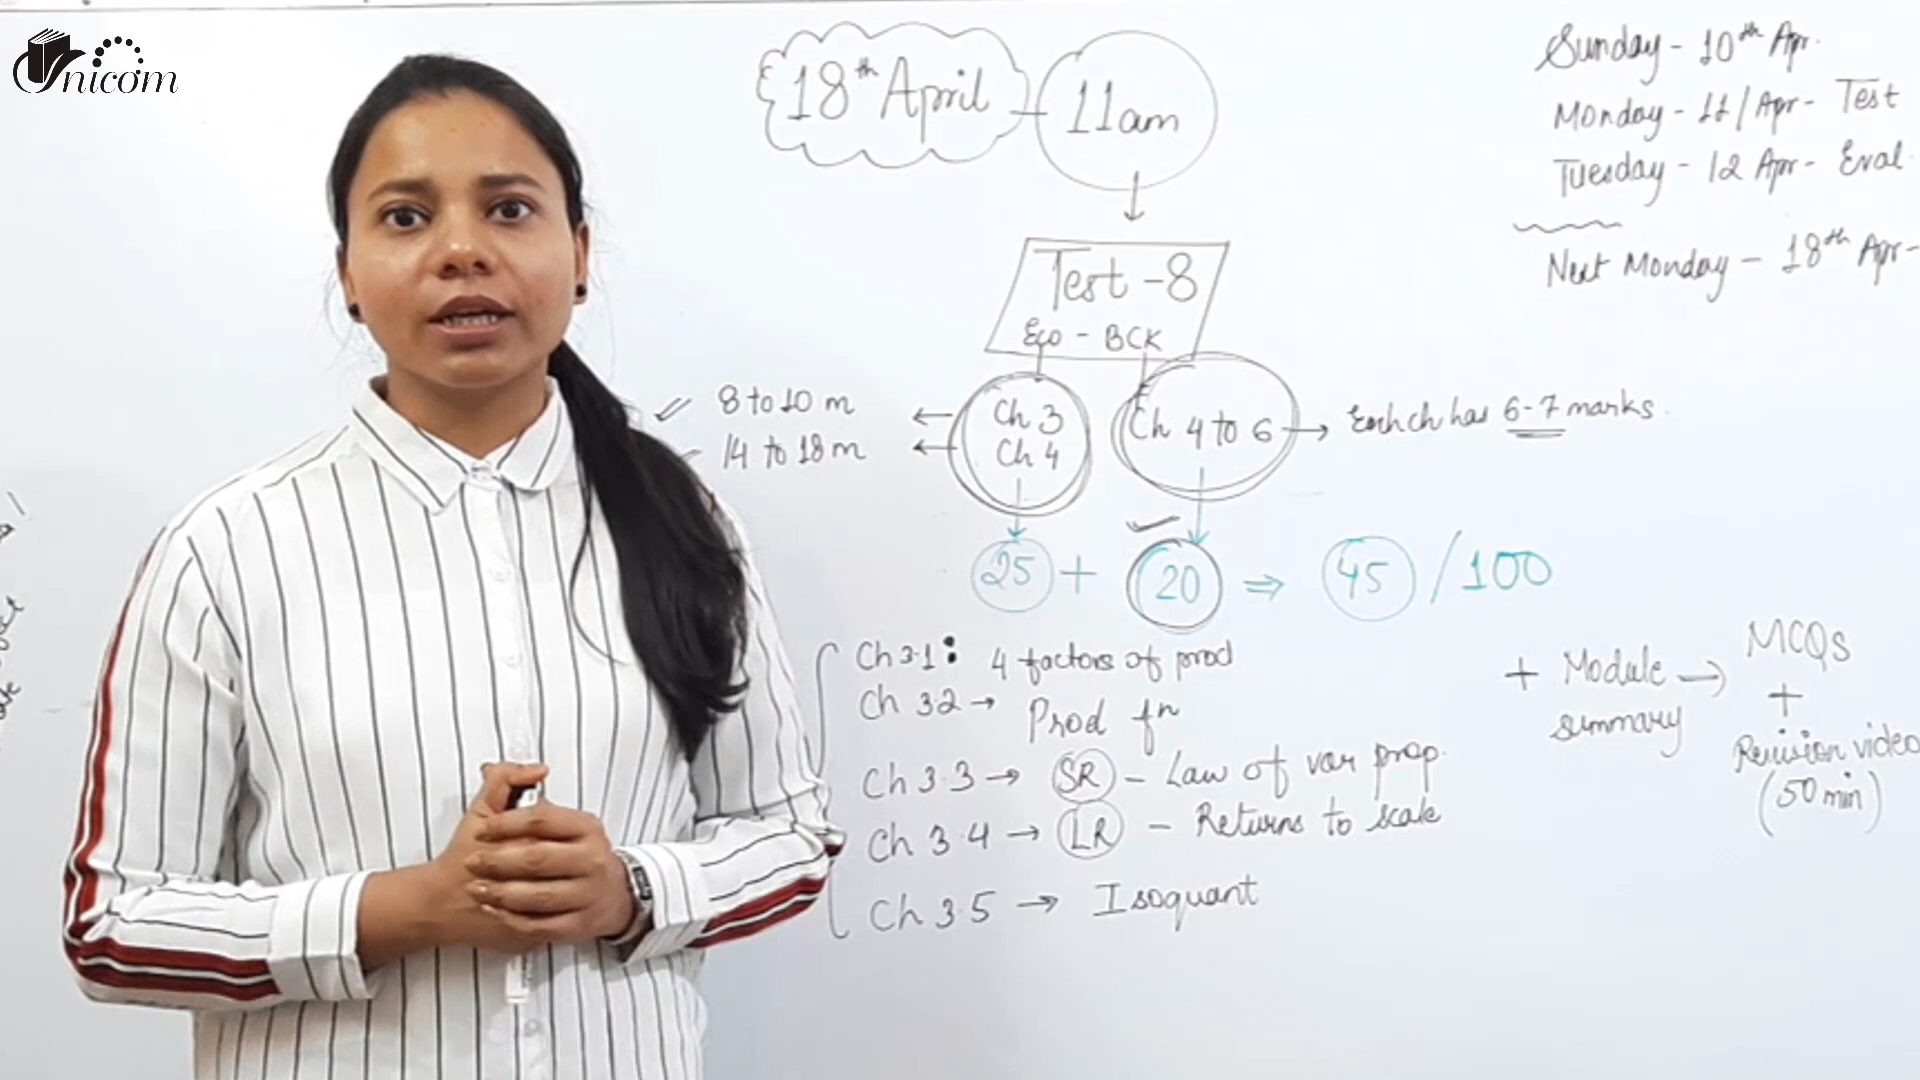 Unicom
18th April - 11am
Sunday - 10th Apr.
Monday - 11/Apr - Test
Tuesday - 12 Apr - Eval.
Next Monday - 18th Apr -
Test - 8
Eco - BCK
8 to 10 m ← Ch 3
14 to 18 m ← Ch 4
Ch 4 to 6 → Each ch has 6-7 marks.
25 + 20 ⇒ 45 / 100
Ch 3.1: 4 factors of prod
Ch 3.2 → Prod fn
Ch 3.3 → SR - Law of var prop.
Ch 3.4 → LR - Returns to scale
Ch 3.5 → Isoquant
+ Module summary → MCQs
+
Revision video
(50 min)